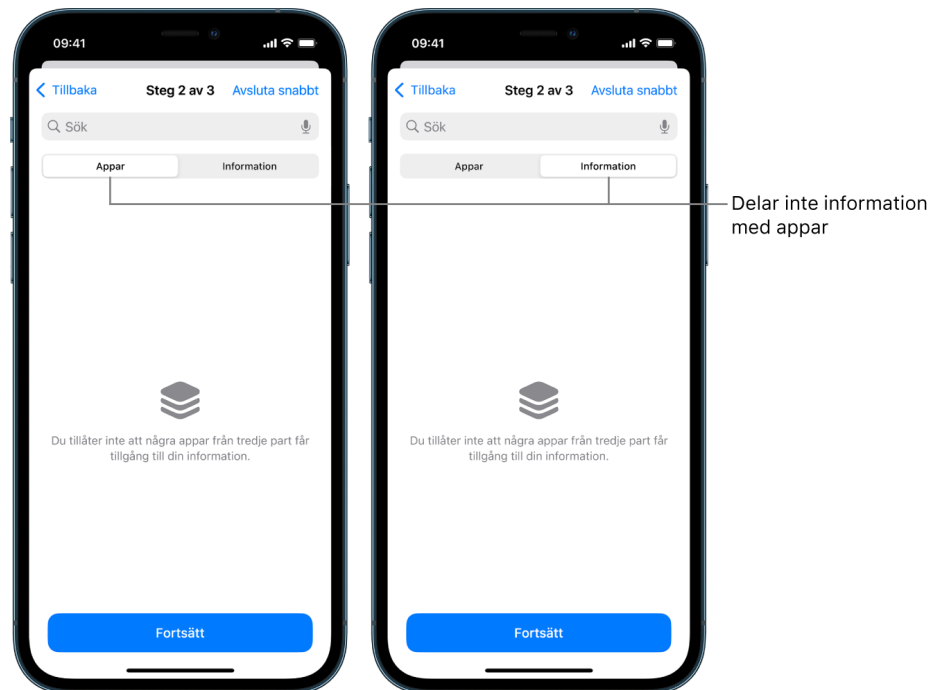 09:41
Tillbaka
Steg 2 av 3
Avsluta snabbt
Sök
Appar
Information
Du tillåter inte att några appar från tredje part får
tillgång till din information.
Fortsätt
09:41
Tillbaka
Steg 2 av 3
Avsluta snabbt
Sök
Appar
Information
Du tillåter inte att några appar från tredje part får
tillgång till din information.
Fortsätt
Delar inte information
med appar